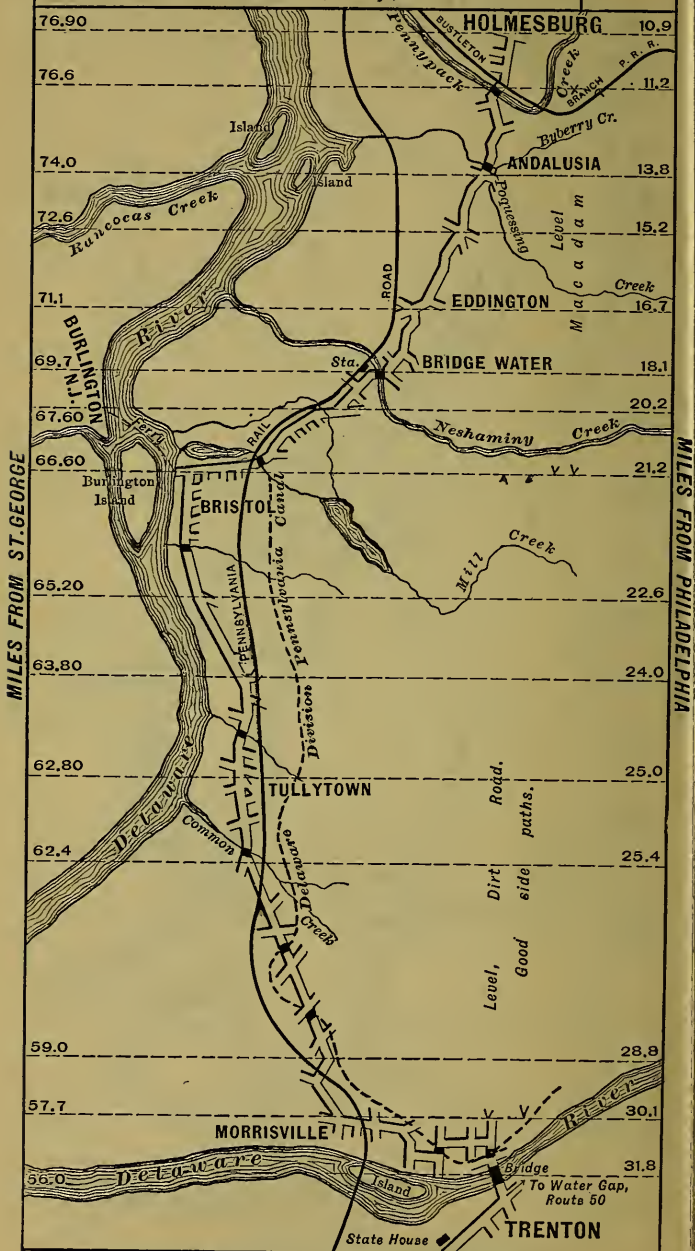 HOLMESBURG
76.90
10.9
BUSTLETON
Pennypack
P. R. R.
76.6
11.2
Creek
BRANCH
Island
Byberry Cr.
ANDALUSIA
74.0
13.8
Island
Rancocas Creek
Poquessing
Level
Macadam
72.6
15.2
ROAD
Creek
71.1
EDDINGTON
16.7
River
BURLINGTON
N.J.
Sta.
BRIDGE WATER
69.7
18.1
67.60
20.2
Ferry
RAIL
Neshaminy Creek
66.60
21.2
Burlington
Island
BRISTOL
MILES FROM ST. GEORGE
MILES FROM PHILADELPHIA
Mill Creek
65.20
22.6
PENNSYLVANIA
Delaware Division Pennsylvania Canal
63.80
24.0
62.80
25.0
Delaware
TULLYTOWN
Level, Dirt Road.
Good side paths.
Common
62.4
25.4
Creek
59.0
28.8
57.7
30.1
River
MORRISVILLE
Delaware
Bridge
56.0
31.8
Island
To Water Gap,
Route 50
TRENTON
State House